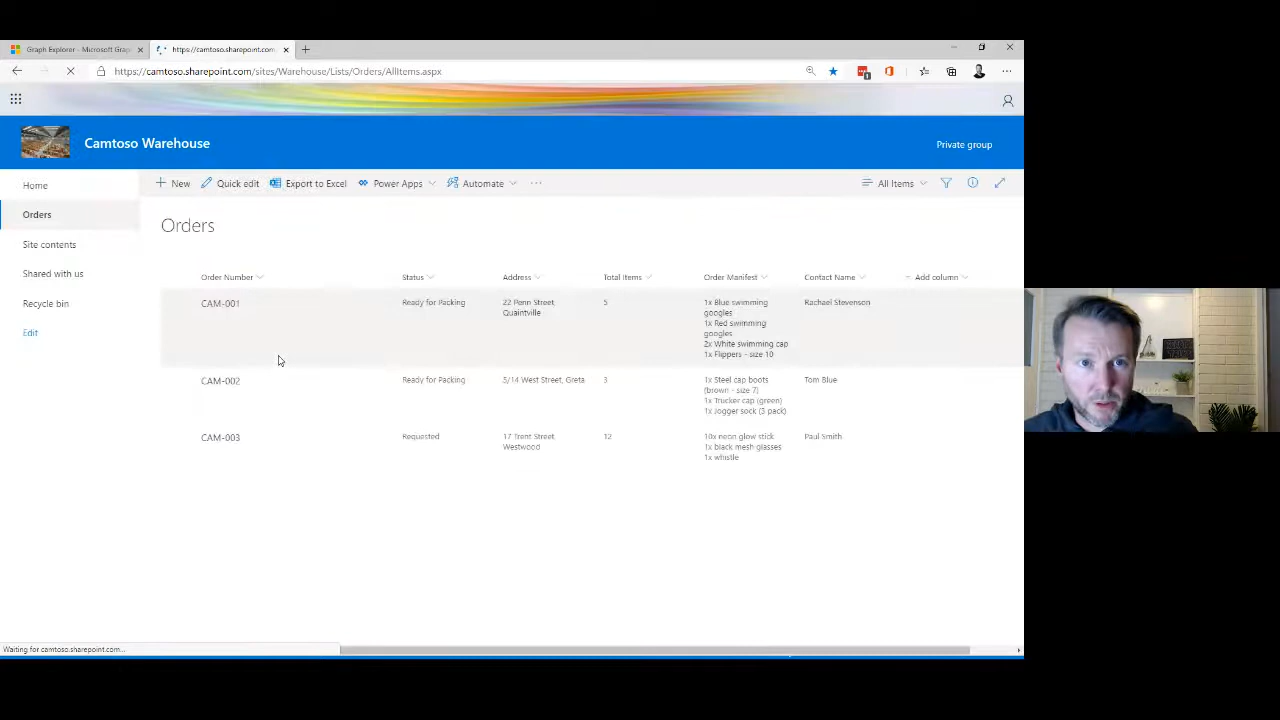 Graph Explorer - Microsoft Grap
https://camtoso.sharepoint.com
https://camtoso.sharepoint.com/sites/Warehouse/Lists/Orders/AllItems.aspx
1
Camtoso Warehouse
Private group
Home
Orders
Site contents
Shared with us
Recycle bin
Edit
New
Quick edit
Export to Excel
Power Apps
Automate
All Items
Orders
Order Number Status Address Total Items Order Manifest Contact Name Add column
CAM-001
Ready for Packing
22 Penn Street,
Quaintville
5
1x Blue swimming
googles
1x Red swimming
googles
2x White swimming cap
1x Flippers - size 10
Rachael Stevenson
CAM-002
Ready for Packing
5/14 West Street, Greta
3
1x Steel cap boots
(brown - size 7)
1x Trucker cap (green)
1x Jogger sock (3 pack)
Tom Blue
CAM-003
Requested
17 Trent Street
Westwood
12
10x neon glow stick
1x black mesh glasses
1x whistle
Paul Smith
Waiting for camtoso.sharepoint.com...